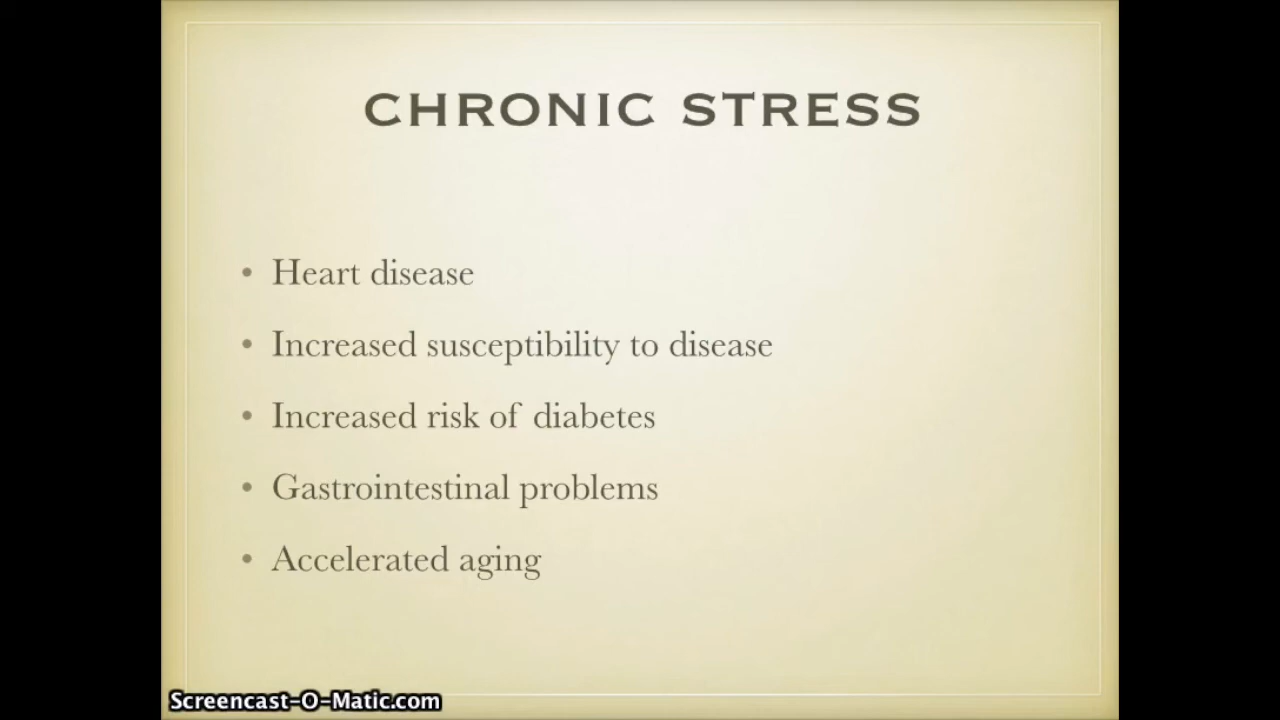 CHRONIC STRESS
• Heart disease
• Increased susceptibility to disease
• Increased risk of diabetes
• Gastrointestinal problems
• Accelerated aging
Screencast-O-Matic.com